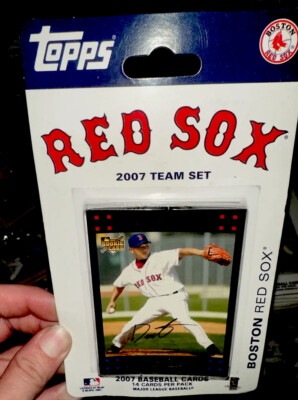 Topps
BOSTON
RED SOX
RED SOX
2007 TEAM SET
ROOKIE
2007 BASEBALL CARDS
14 CARDS PER PACK
MAJOR LEAGUE BASEBALL®
BOSTON RED SOX®